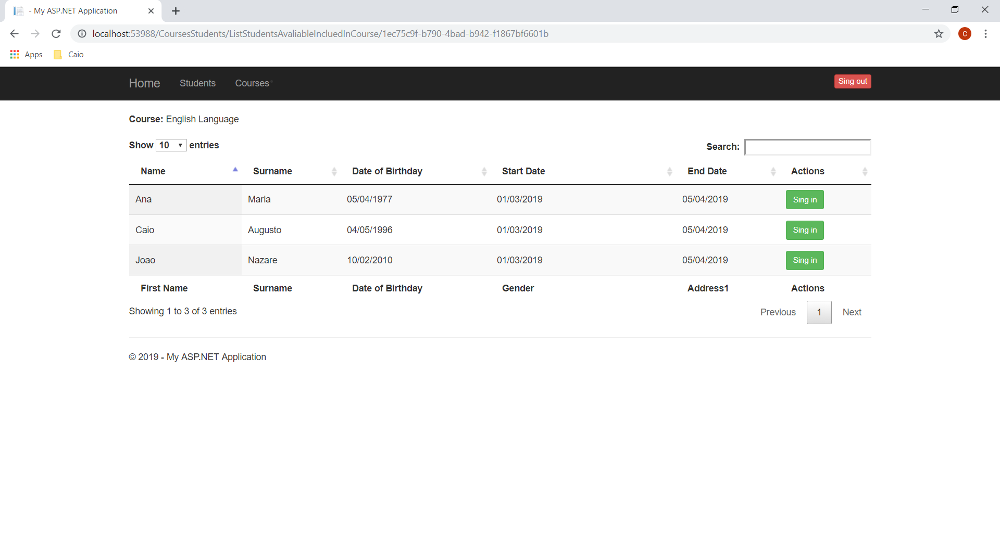 - My ASP.NET Application
localhost:53988/CoursesStudents/ListStudentsAvaliableIncluedInCourse/1ec75c9f-b790-4bad-b942-f1867bf6601b
C
Apps Caio
Home Students Courses Sing out
Course: English Language
Show 10 entries Search:
Name Surname Date of Birthday Start Date End Date Actions
Ana Maria 05/04/1977 01/03/2019 05/04/2019 Sing in
Caio Augusto 04/05/1996 01/03/2019 05/04/2019 Sing in
Joao Nazare 10/02/2010 01/03/2019 05/04/2019 Sing in
First Name Surname Date of Birthday Gender Address1 Actions
Showing 1 to 3 of 3 entries Previous 1 Next
© 2019 - My ASP.NET Application